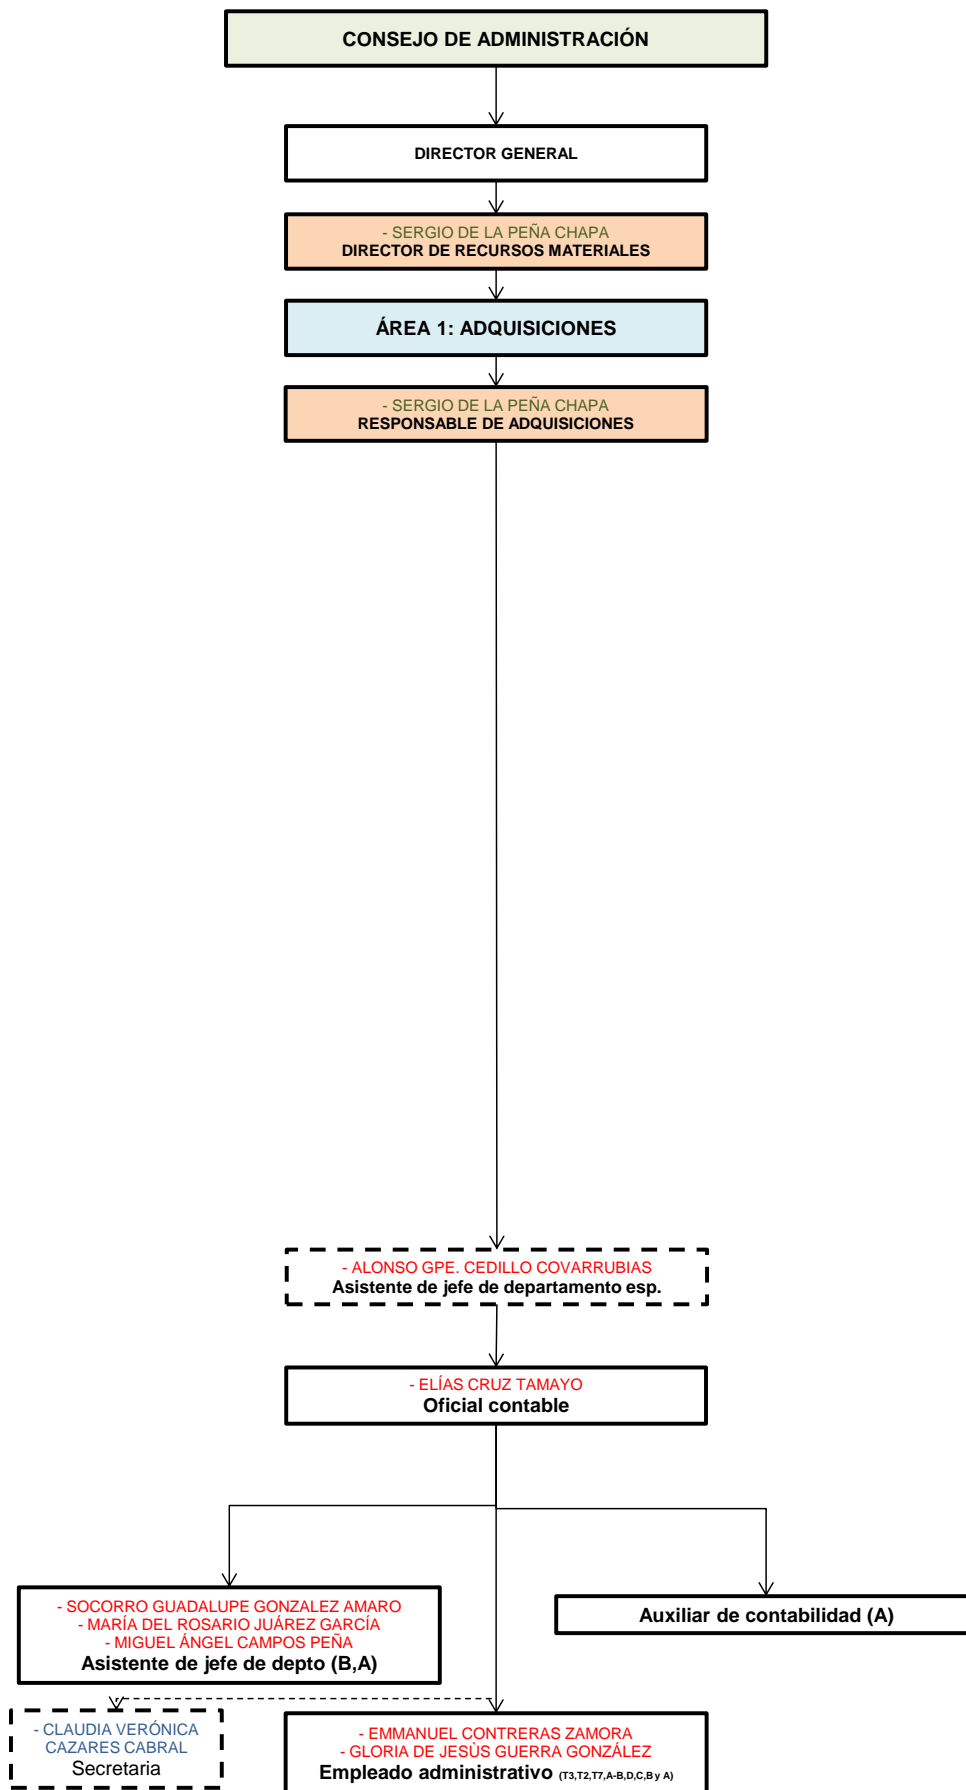 CONSEJO DE ADMINISTRACIÓN
DIRECTOR GENERAL
- SERGIO DE LA PEÑA CHAPA
DIRECTOR DE RECURSOS MATERIALES
ÁREA 1: ADQUISICIONES
- SERGIO DE LA PEÑA CHAPA
RESPONSABLE DE ADQUISICIONES
- ALONSO GPE. CEDILLO COVARRUBIAS
Asistente de jefe de departamento esp.
- ELÍAS CRUZ TAMAYO
Oficial contable
- SOCORRO GUADALUPE GONZALEZ AMARO
- MARÍA DEL ROSARIO JUÁREZ GARCÍA
- MIGUEL ÁNGEL CAMPOS PEÑA
Asistente de jefe de depto (B,A)
Auxiliar de contabilidad (A)
- CLAUDIA VERÓNICA
CAZARES CABRAL
Secretaria
- EMMANUEL CONTRERAS ZAMORA
- GLORIA DE JESÙS GUERRA GONZÁLEZ
Empleado administrativo (T3,T2,T7,A-B,D,C,B y A)